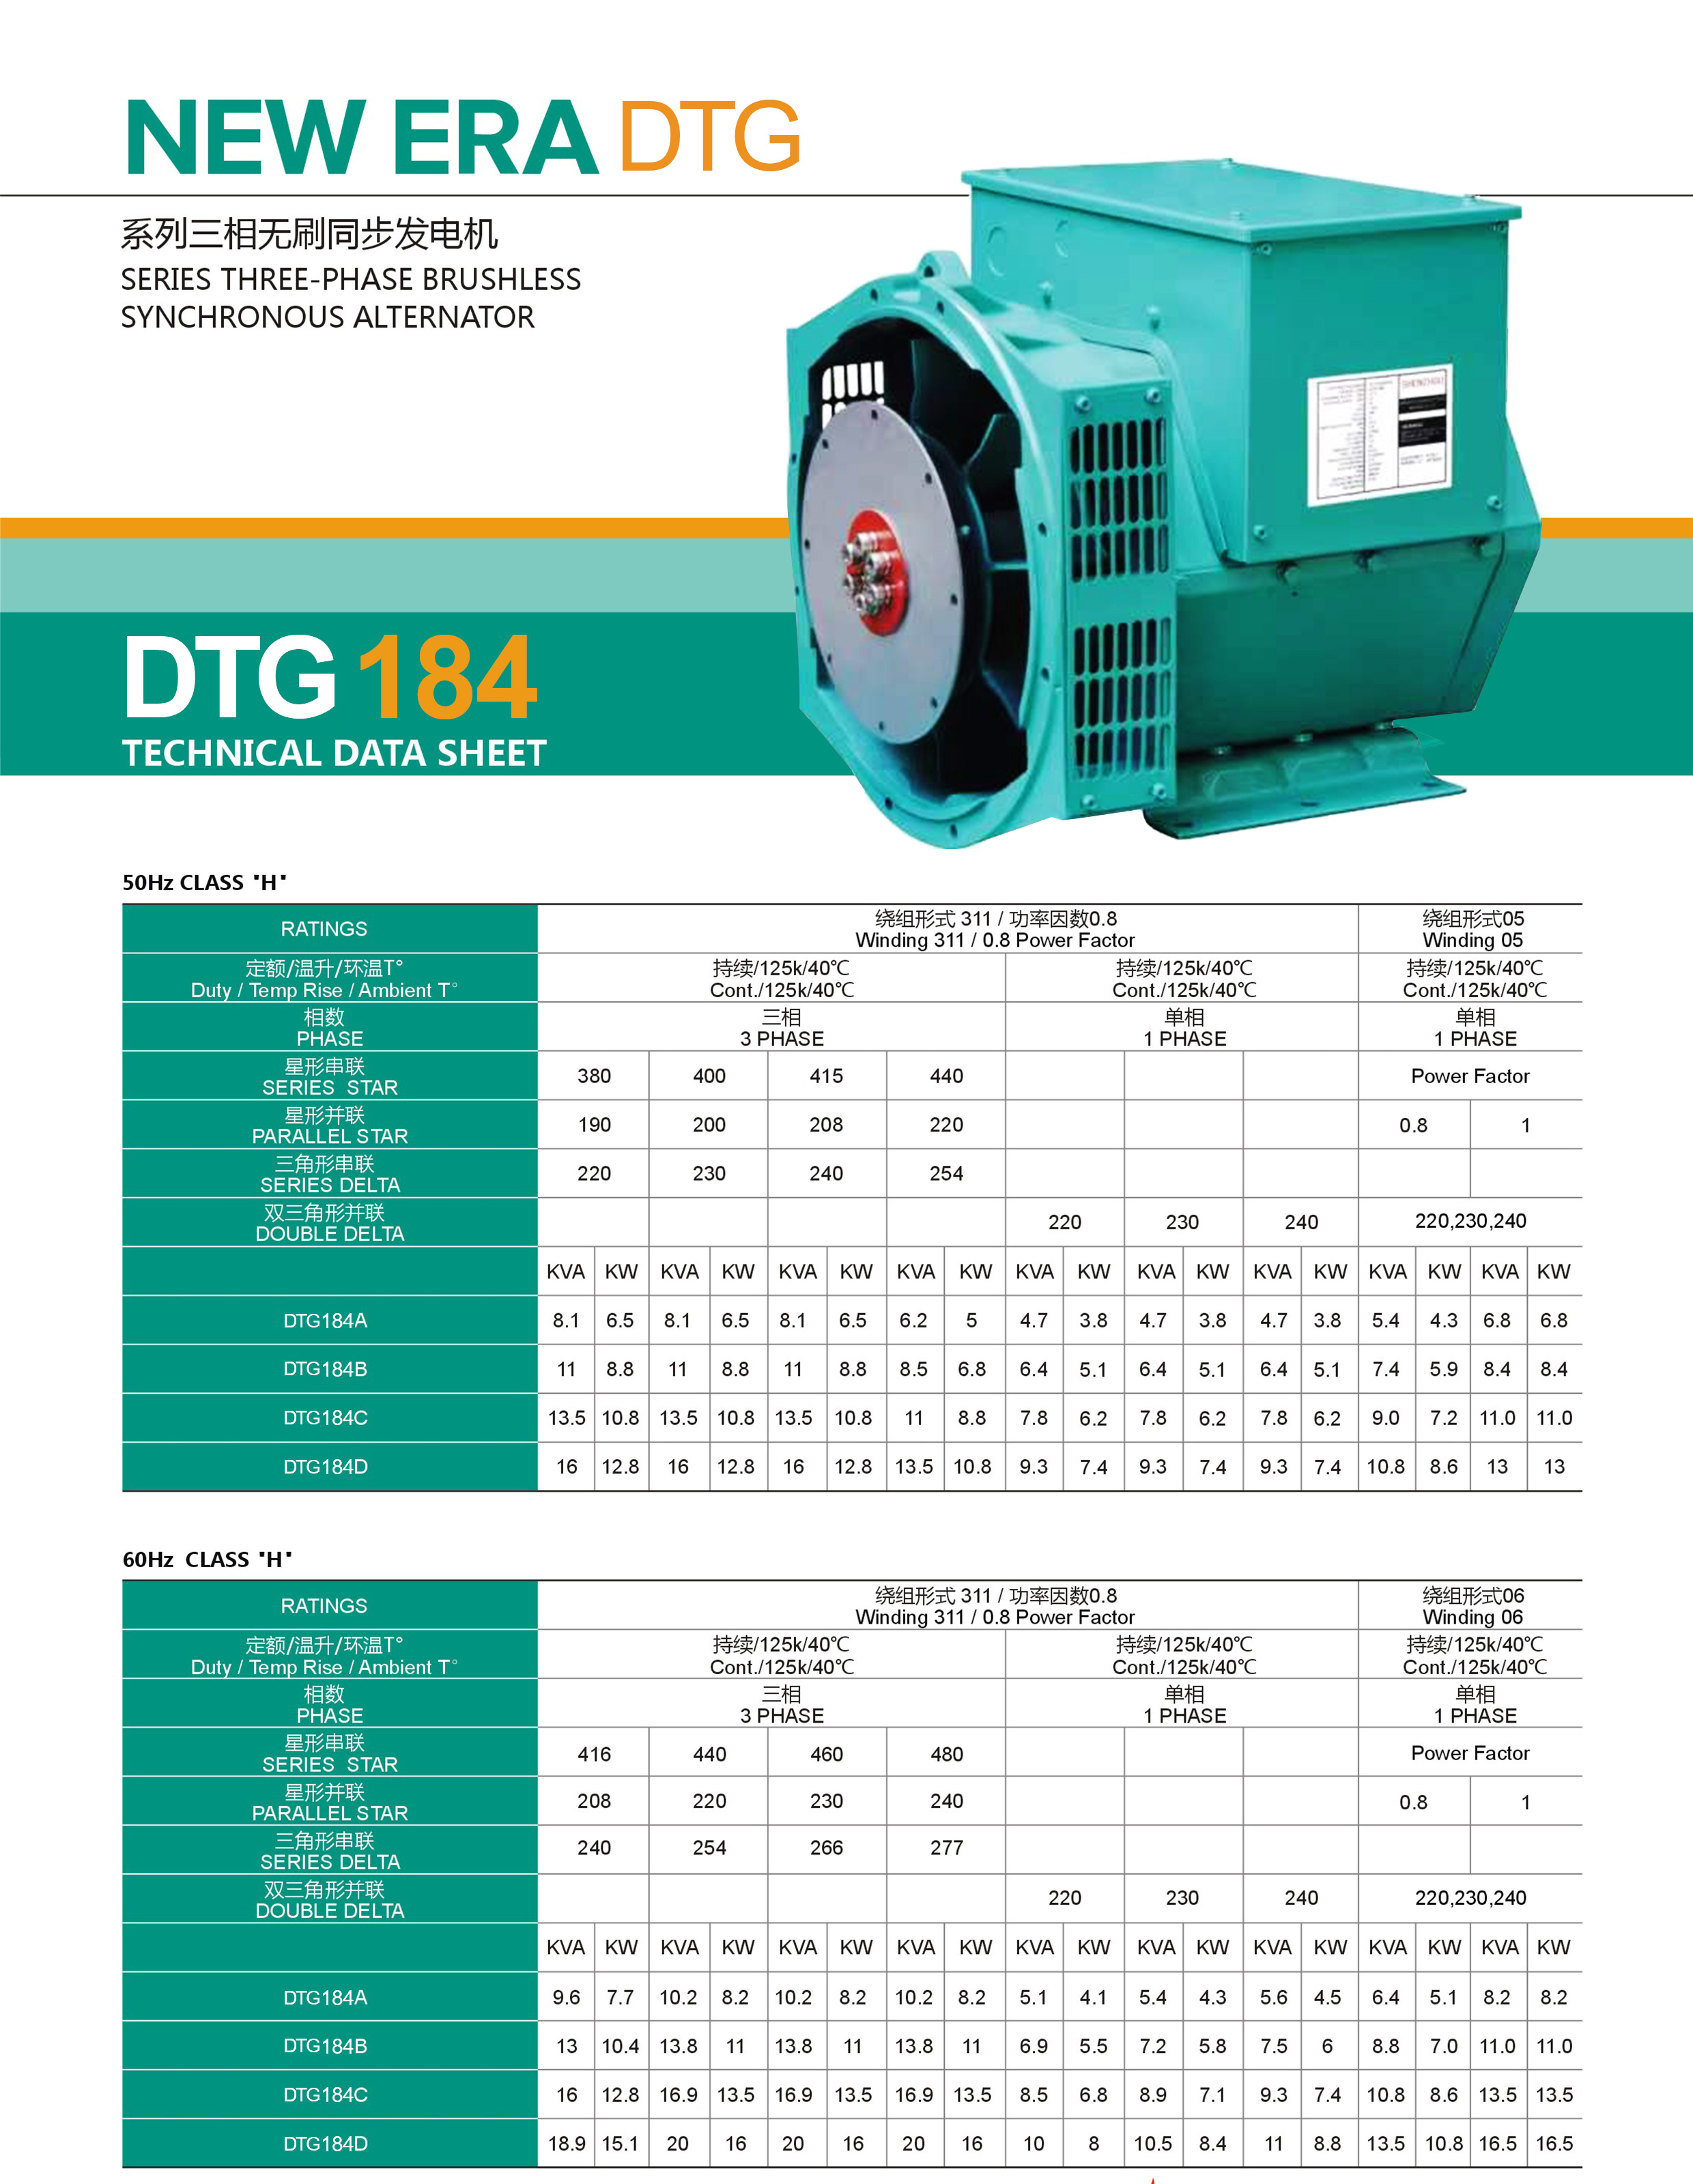 NEW ERA DTG
系列三相无刷同步发电机
SERIES THREE-PHASE BRUSHLESS
SYNCHRONOUS ALTERNATOR
DTG 184
TECHNICAL DATA SHEET
50Hz CLASS "H"
RATINGS 绕组形式 311 / 功率因数0.8 绕组形式05
Winding 311 / 0.8 Power Factor Winding 05
定额/温升/环温T° 持续/125k/40℃ 持续/125k/40℃ 持续/125k/40℃
Duty / Temp Rise / Ambient T° Cont./125k/40℃ Cont./125k/40℃ Cont./125k/40℃
相数 三相 单相 单相
PHASE 3 PHASE 1 PHASE 1 PHASE
星形串联
SERIES STAR 380 400 415 440 Power Factor
星形并联
PARALLEL STAR 190 200 208 220 0.8 1
三角形串联
SERIES DELTA 220 230 240 254
双三角形并联
DOUBLE DELTA 220 230 240 220,230,240
KVA KW KVA KW KVA KW KVA KW KVA KW KVA KW KVA KW KVA KW KVA KW
DTG184A 8.1 6.5 8.1 6.5 8.1 6.5 6.2 5 4.7 3.8 4.7 3.8 4.7 3.8 5.4 4.3 6.8 6.8
DTG184B 11 8.8 11 8.8 11 8.8 8.5 6.8 6.4 5.1 6.4 5.1 6.4 5.1 7.4 5.9 8.4 8.4
DTG184C 13.5 10.8 13.5 10.8 13.5 10.8 11 8.8 7.8 6.2 7.8 6.2 7.8 6.2 9.0 7.2 11.0 11.0
DTG184D 16 12.8 16 12.8 16 12.8 13.5 10.8 9.3 7.4 9.3 7.4 9.3 7.4 10.8 8.6 13 13
60Hz CLASS "H"
RATINGS 绕组形式 311 / 功率因数0.8 绕组形式06
Winding 311 / 0.8 Power Factor Winding 06
定额/温升/环温T° 持续/125k/40℃ 持续/125k/40℃ 持续/125k/40℃
Duty / Temp Rise / Ambient T° Cont./125k/40℃ Cont./125k/40℃ Cont./125k/40℃
相数 三相 单相 单相
PHASE 3 PHASE 1 PHASE 1 PHASE
星形串联
SERIES STAR 416 440 460 480 Power Factor
星形并联
PARALLEL STAR 208 220 230 240 0.8 1
三角形串联
SERIES DELTA 240 254 266 277
双三角形并联
DOUBLE DELTA 220 230 240 220,230,240
KVA KW KVA KW KVA KW KVA KW KVA KW KVA KW KVA KW KVA KW KVA KW
DTG184A 9.6 7.7 10.2 8.2 10.2 8.2 10.2 8.2 5.1 4.1 5.4 4.3 5.6 4.5 6.4 5.1 8.2 8.2
DTG184B 13 10.4 13.8 11 13.8 11 13.8 11 6.9 5.5 7.2 5.8 7.5 6 8.8 7.0 11.0 11.0
DTG184C 16 12.8 16.9 13.5 16.9 13.5 16.9 13.5 8.5 6.8 8.9 7.1 9.3 7.4 10.8 8.6 13.5 13.5
DTG184D 18.9 15.1 20 16 20 16 20 16 10 8 10.5 8.4 11 8.8 13.5 10.8 16.5 16.5